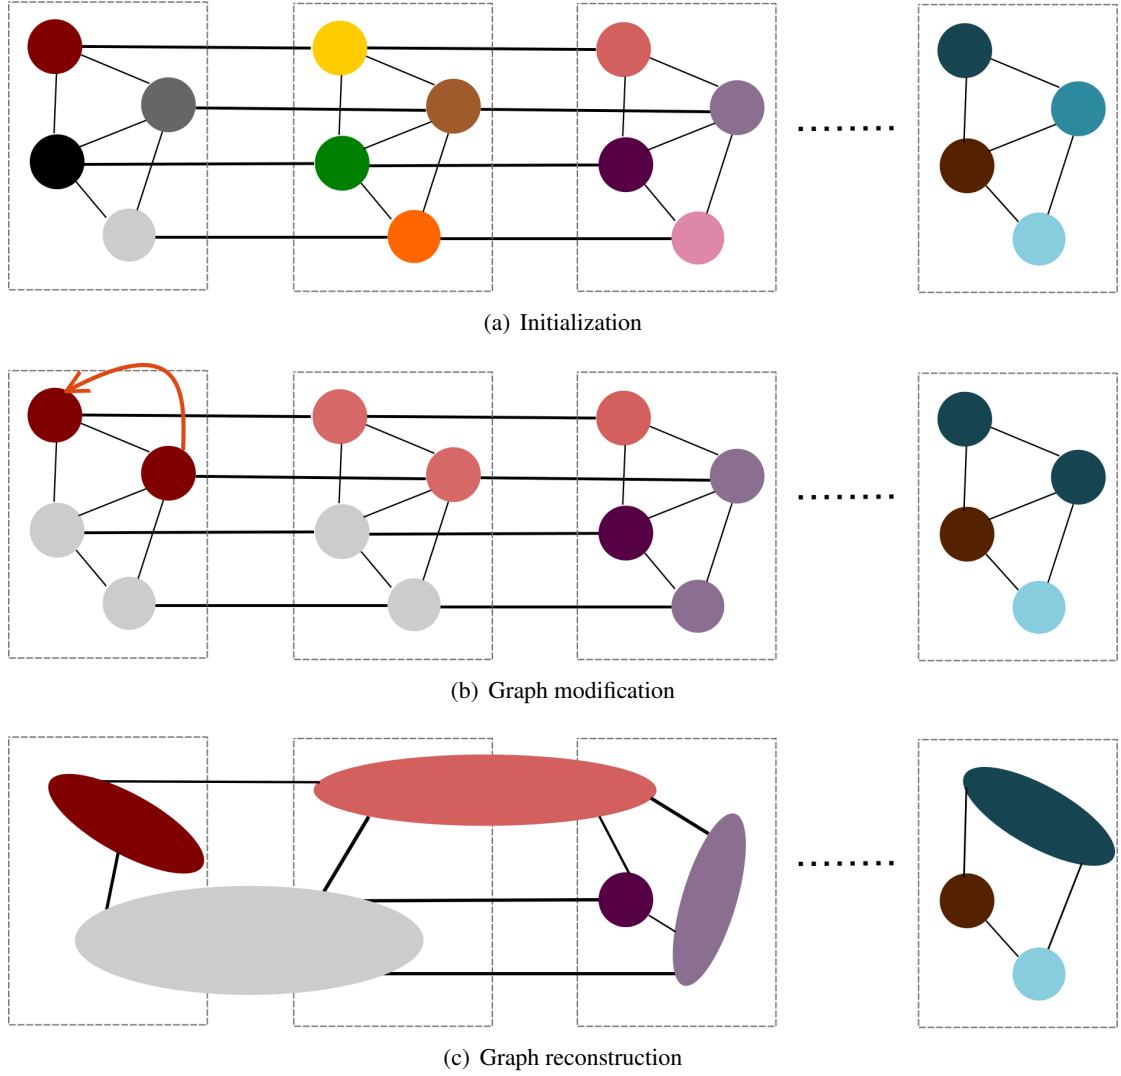 (a) Initialization
(b) Graph modification
(c) Graph reconstruction